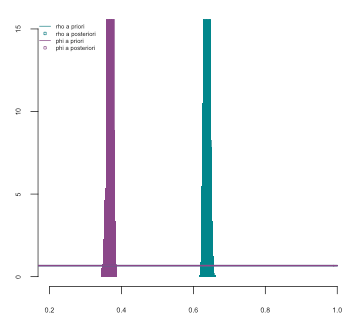 rho a priori
rho a posteriori
phi a priori
phi a posteriori
15
10
5
0
0.2 0.4 0.6 0.8 1.0